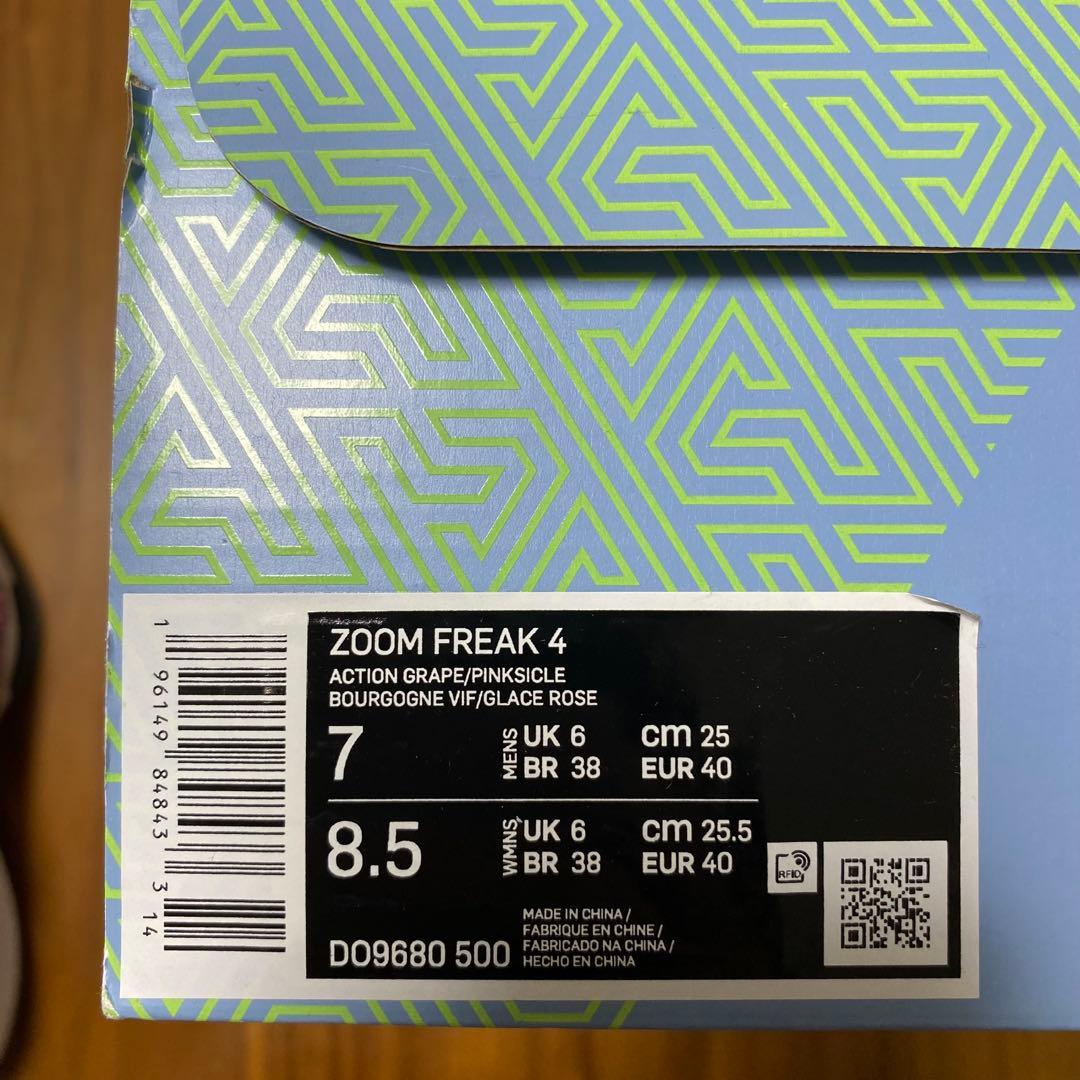 ZOOM FREAK 4
ACTION GRAPE/PINKSICLE
BOURGOGNE VIF/GLACE ROSE
7
MENS
UK 6 cm 25
BR 38 EUR 40
8.5
WMNS
UK 6 cm 25.5
BR 38 EUR 40
RFID
DO9680 500
MADE IN CHINA /
FABRIQUE EN CHINE /
FABRICADO NA CHINA /
HECHO EN CHINA
1 96149 84843 3 14